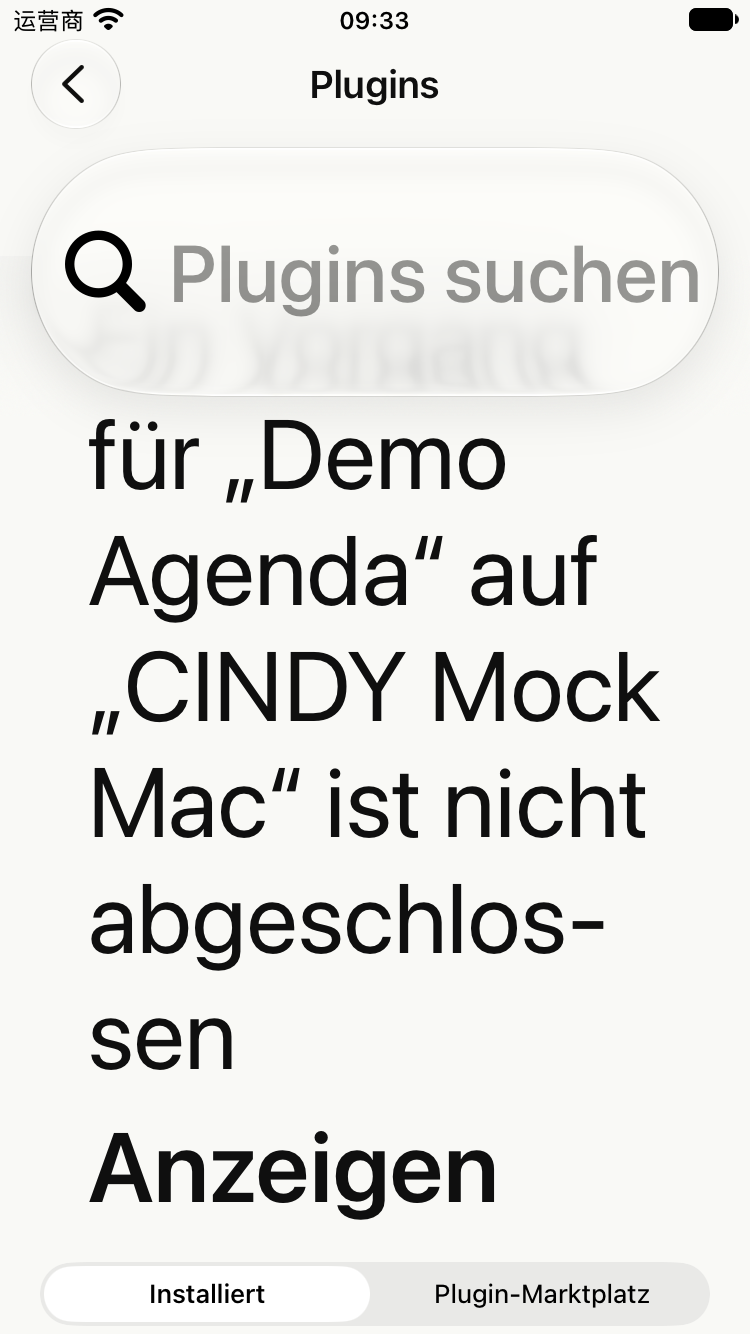 运营商
09:33
Plugins
Plugins suchen
für „Demo
Agenda“ auf
„CINDY Mock
Mac“ ist nicht
abgeschlos-
sen
Anzeigen
Installiert
Plugin-Marktplatz